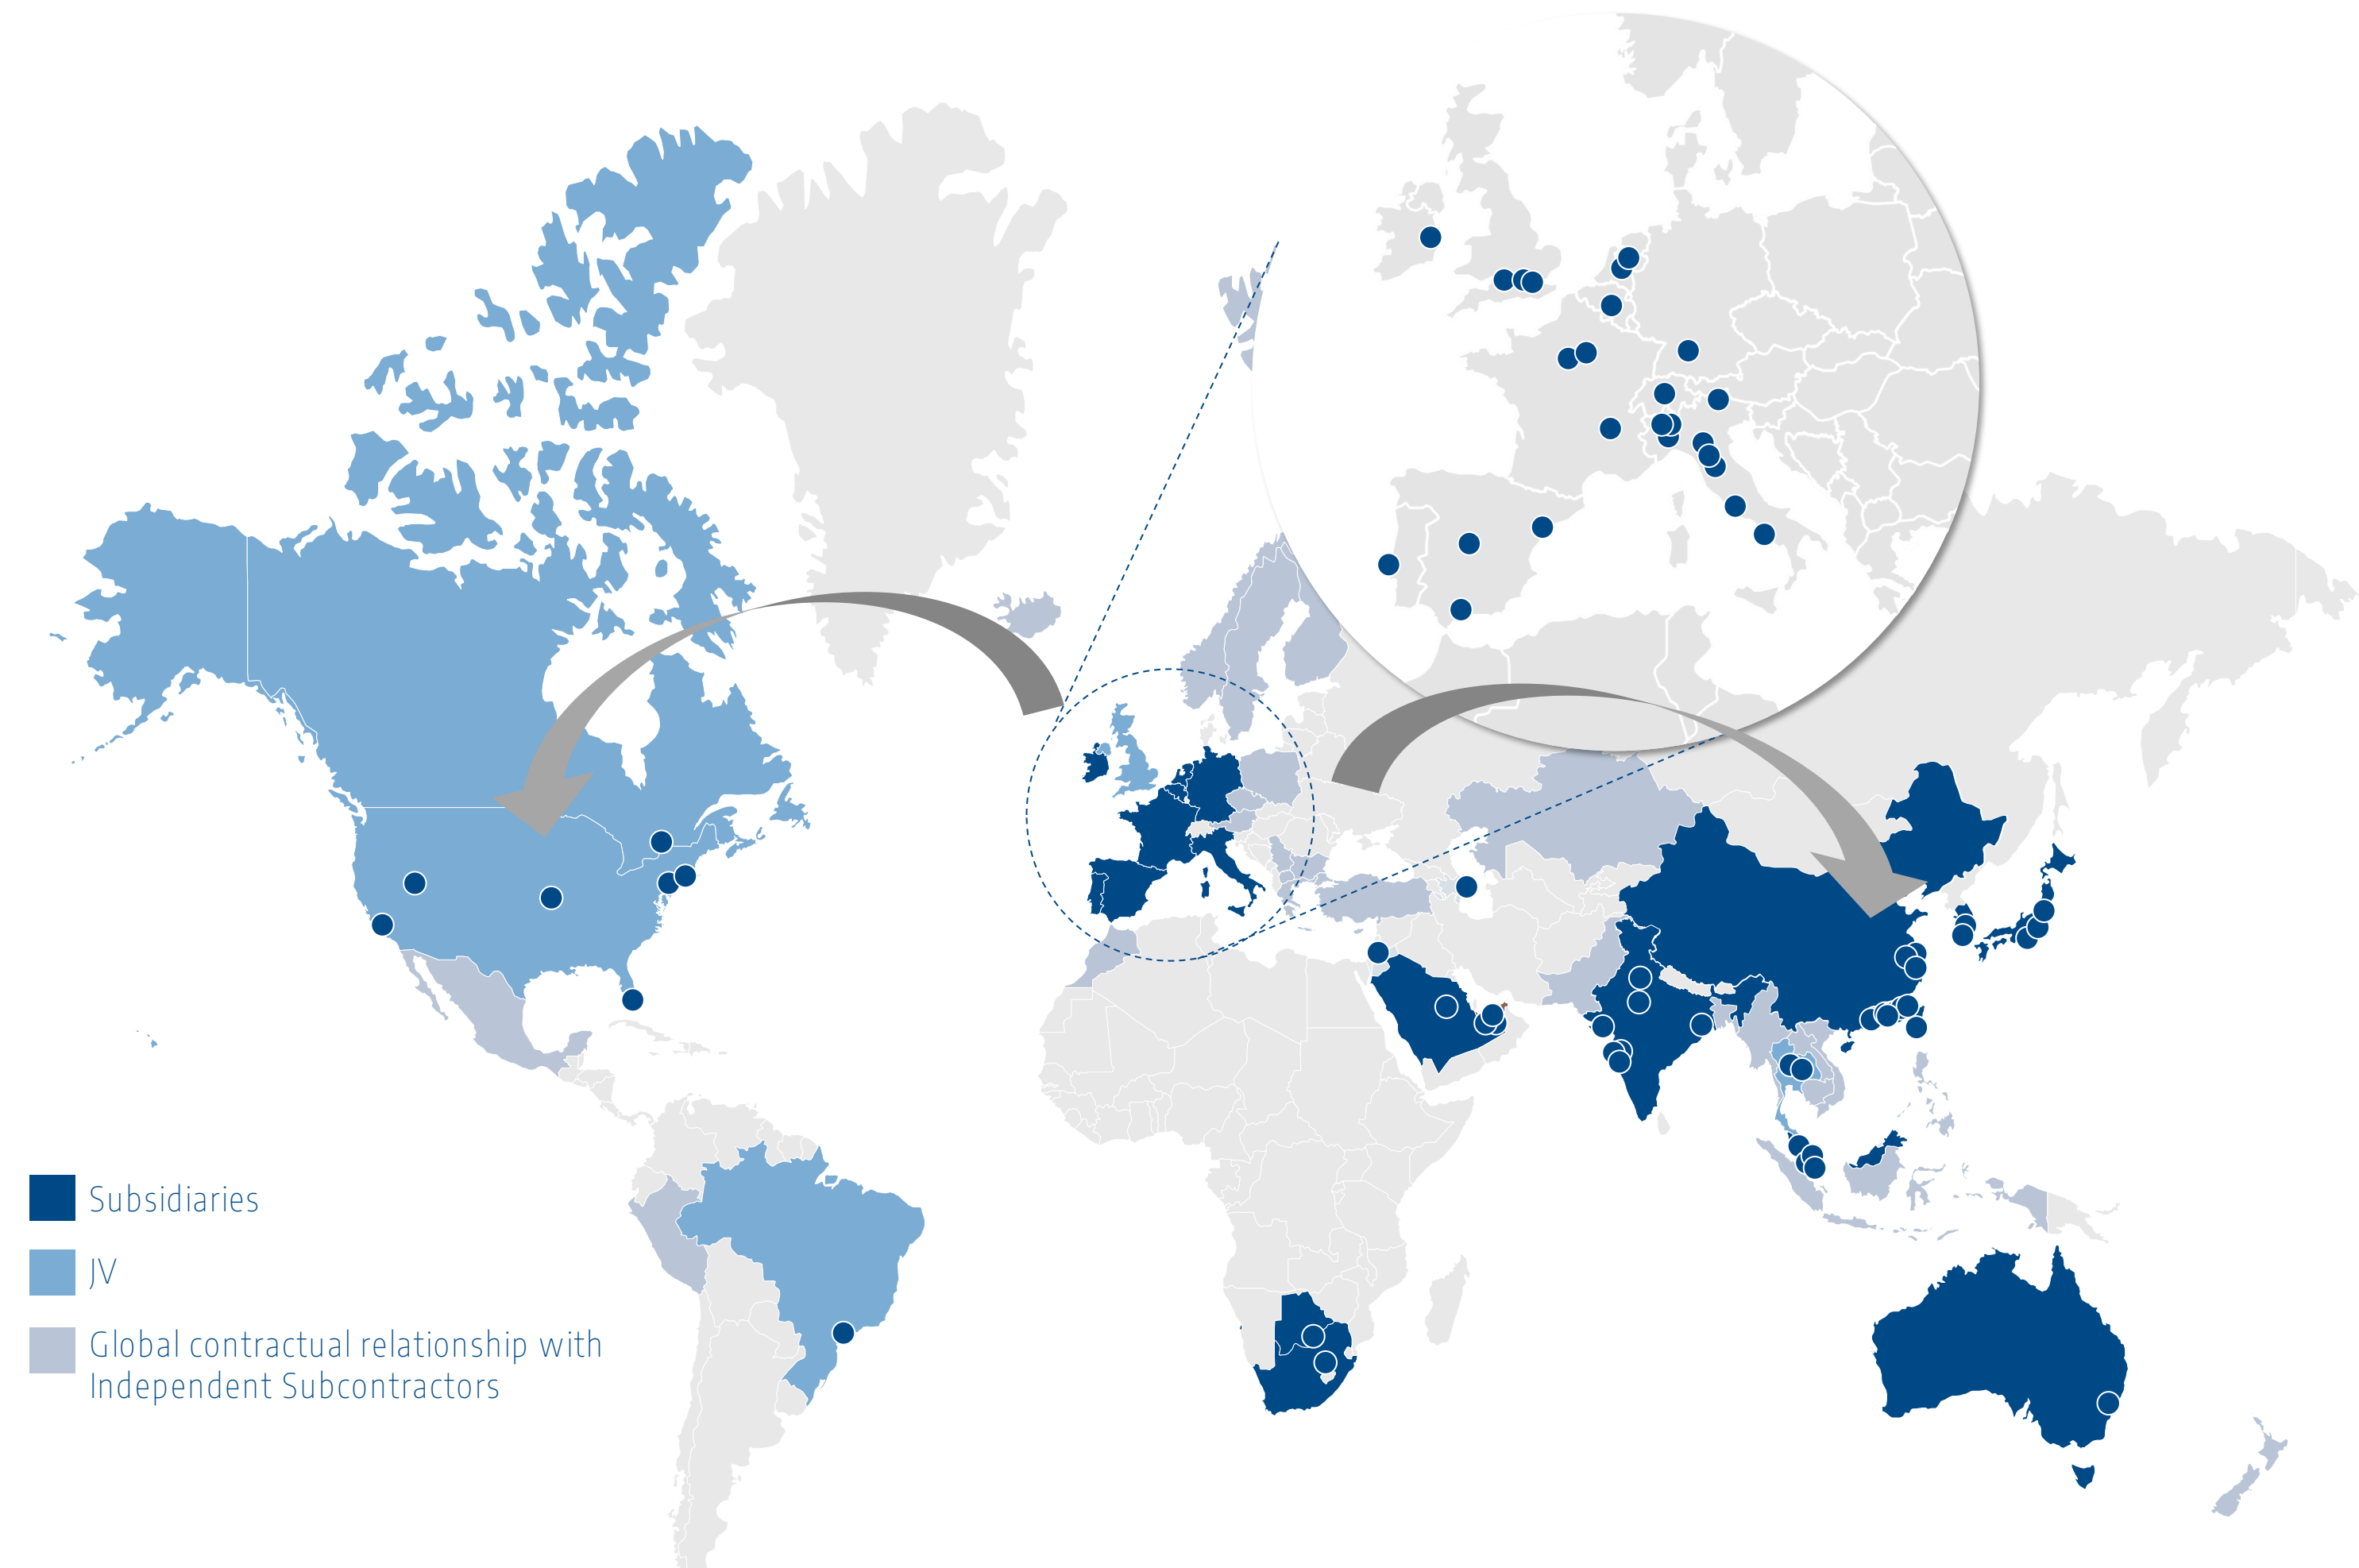 Subsidiaries
JV
Global contractual relationship with
Independent Subcontractors